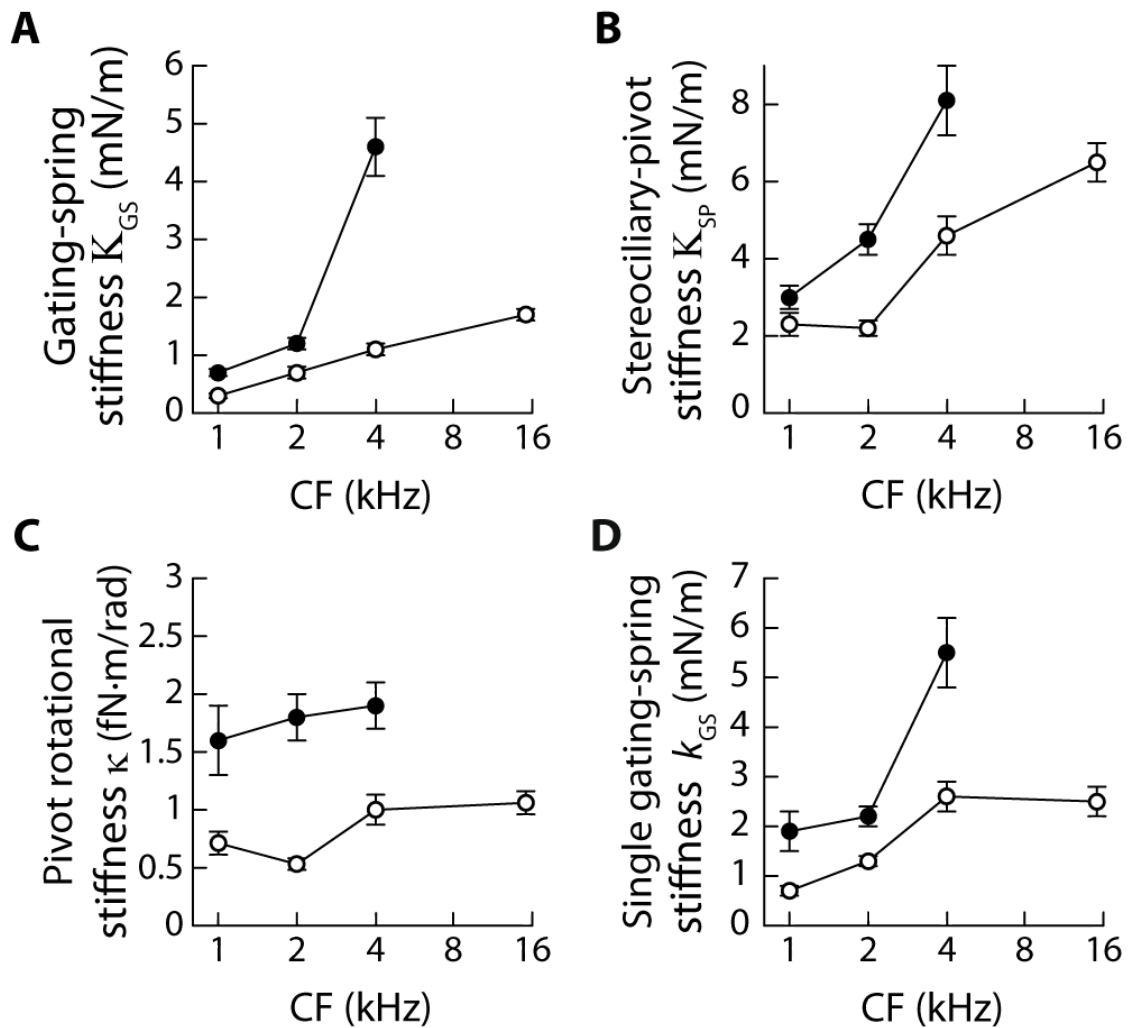 A
Gating-spring
stiffness K_GS (mN/m)
6
5
4
3
2
1
0
1 2 4 8 16
CF (kHz)
B
Stereociliary-pivot
stiffness K_SP (mN/m)
8
6
4
2
0
1 2 4 8 16
CF (kHz)
C
Pivot rotational
stiffness κ (fN·m/rad)
3
2.5
2
1.5
1
0.5
0
1 2 4 8 16
CF (kHz)
D
Single gating-spring
stiffness k_GS (mN/m)
7
6
5
4
3
2
1
0
1 2 4 8 16
CF (kHz)